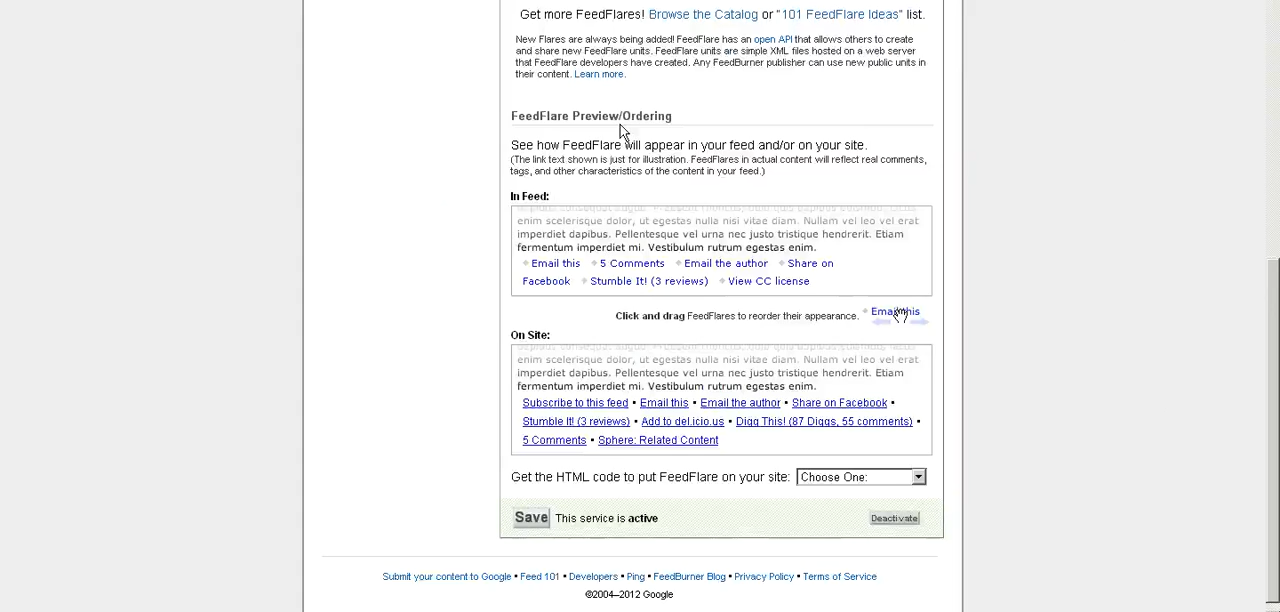 Get more FeedFlares! Browse the Catalog or "101 FeedFlare Ideas" list.
New Flares are always being added! FeedFlare has an open API that allows others to create
and share new FeedFlare units. FeedFlare units are simple XML files hosted on a web server
that FeedFlare developers have created. Any FeedBurner publisher can use new public units in
their content. Learn more.
FeedFlare Preview/Ordering
See how FeedFlare will appear in your feed and/or on your site.
(The link text shown is just for illustration. FeedFlares in actual content will reflect real comments,
tags, and other characteristics of the content in your feed.)
In Feed:
enim scelerisque dolor, ut egestas nulla nisi vitae diam. Nullam vel leo vel erat
imperdiet dapibus. Pellentesque vel urna nec justo tristique hendrerit. Etiam
fermentum imperdiet mi. Vestibulum rutrum egestas enim.
Email this 5 Comments Email the author Share on
Facebook Stumble It! (3 reviews) View CC license
Click and drag FeedFlares to reorder their appearance. Email this
On Site:
enim scelerisque dolor, ut egestas nulla nisi vitae diam. Nullam vel leo vel erat
imperdiet dapibus. Pellentesque vel urna nec justo tristique hendrerit. Etiam
fermentum imperdiet mi. Vestibulum rutrum egestas enim.
Subscribe to this feed • Email this • Email the author • Share on Facebook •
Stumble It! (3 reviews) • Add to del.icio.us • Digg This! (87 Diggs, 55 comments) •
5 Comments • Sphere: Related Content
Get the HTML code to put FeedFlare on your site: Choose One:
Save This service is active Deactivate
Submit your content to Google • Feed 101 • Developers • Ping • FeedBurner Blog • Privacy Policy • Terms of Service
©2004–2012 Google